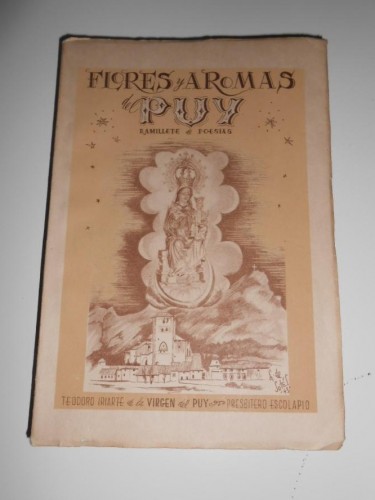 FLORES y AROMAS
del PUY
RAMILLETE de POESIAS
TEODORO IRIARTE de la VIRGEN del PUY PRESBITERO ESCOLAPIO